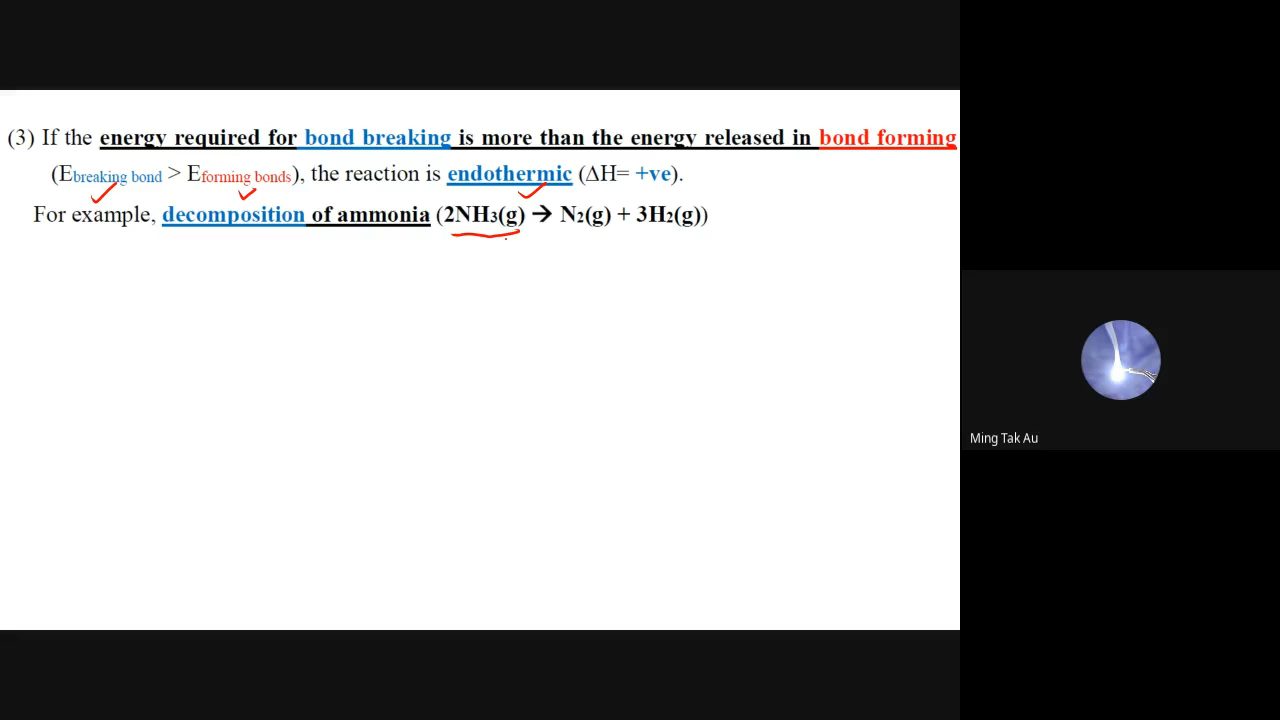 (3) If the energy required for bond breaking is more than the energy released in bond forming
(Ebreaking bond > Eforming bonds), the reaction is endothermic (ΔH= +ve).
For example, decomposition of ammonia (2NH3(g) → N2(g) + 3H2(g))
Ming Tak Au